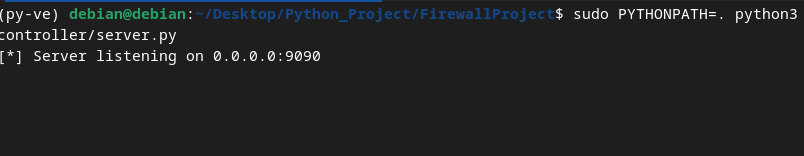 (py-ve) debian@debian:~/Desktop/Python_Project/FirewallProject$ sudo PYTHONPATH=. python3
controller/server.py
[*] Server listening on 0.0.0.0:9090